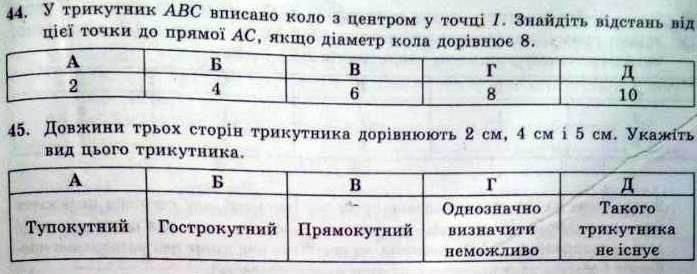 44. У трикутник ABC вписано коло з центром у точці I. Знайдіть відстань від
цієї точки до прямої AC, якщо діаметр кола дорівнює 8.
А Б В Г Д
2 4 6 8 10
45. Довжини трьох сторін трикутника дорівнюють 2 см, 4 см і 5 см. Укажіть
вид цього трикутника.
А Б В Г Д
Тупокутний Гострокутний Прямокутний Однозначно визначити неможливо Такого трикутника не існує